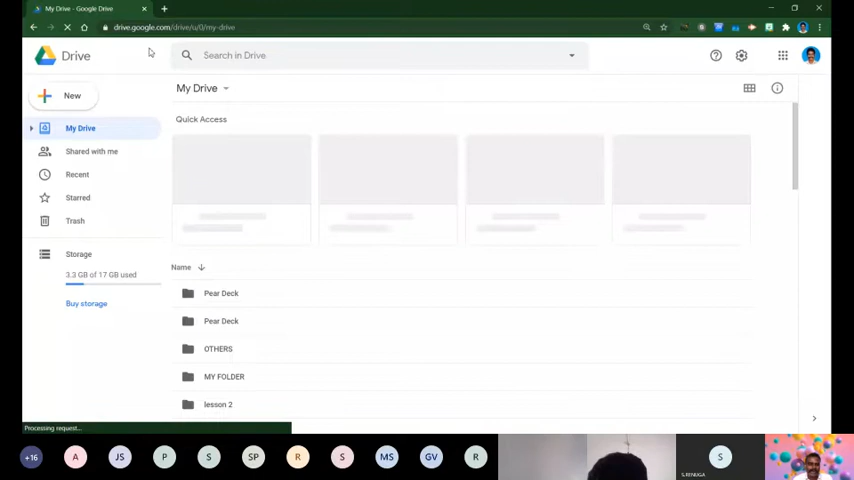 My Drive - Google Drive
drive.google.com/drive/u/0/my-drive
Drive
Search in Drive
New
My Drive
My Drive
Quick Access
Shared with me
Recent
Starred
Trash
Storage
3.3 GB of 17 GB used
Buy storage
Name
Pear Deck
Pear Deck
OTHERS
MY FOLDER
lesson 2
Processing request...
+16
A
JS
P
S
SP
R
S
MS
GV
R
S
S.RENUGA